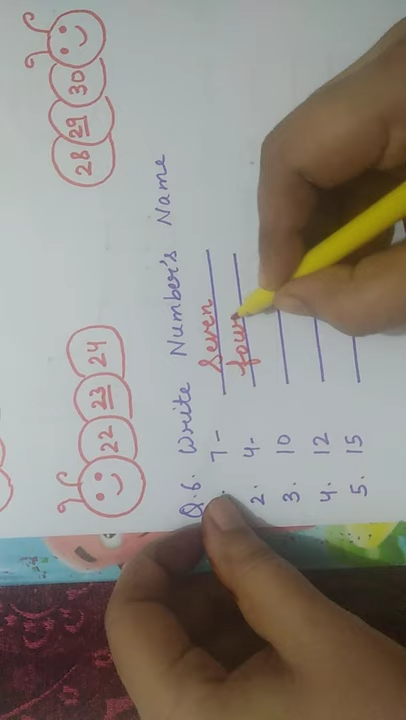 22 23 24
28 29 30
Q.6. Write Number's Name
7- Seven
2. 4- four
3. 10
4. 12
5. 15